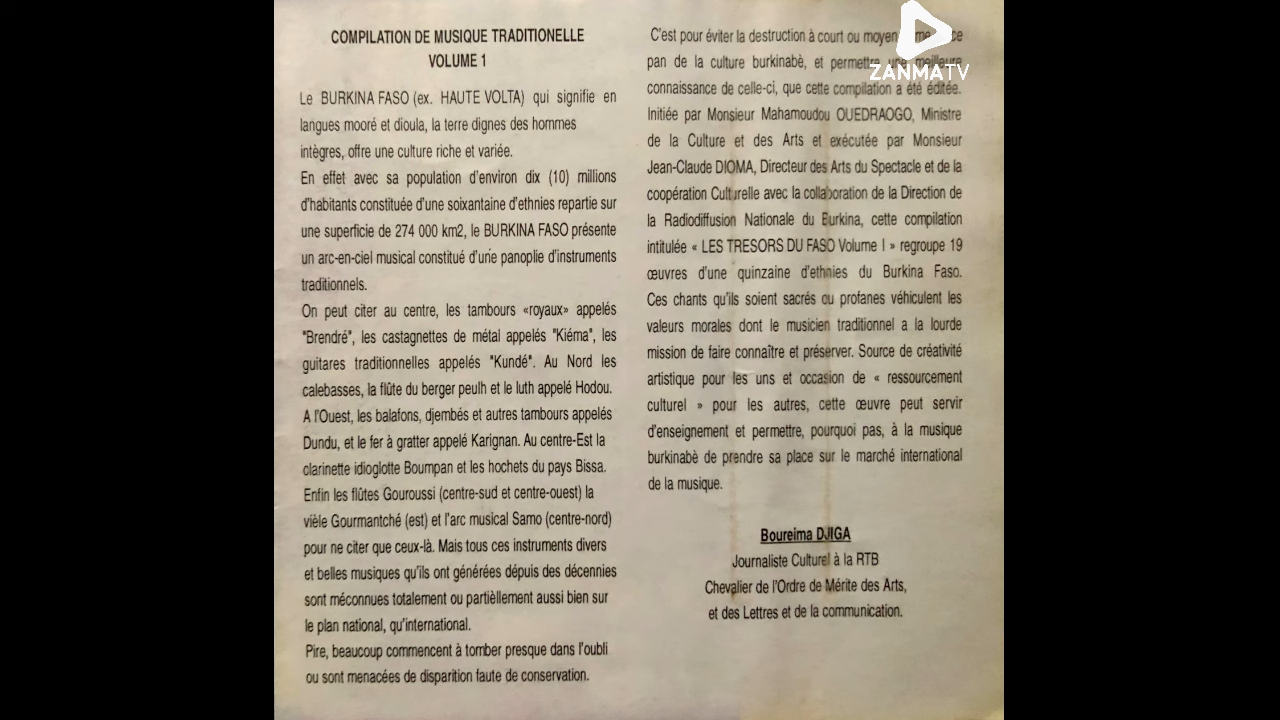 COMPILATION DE MUSIQUE TRADITIONELLE
VOLUME 1
Le BURKINA FASO (ex. HAUTE VOLTA) qui signifie en
langues mooré et dioula, la terre dignes des hommes
intègres, offre une culture riche et variée.
En effet avec sa population d'environ dix (10) millions
d'habitants constituée d'une soixantaine d'ethnies repartie sur
une superficie de 274 000 km2, le BURKINA FASO présente
un arc-en-ciel musical constitué d'une panoplie d'instruments
traditionnels.
On peut citer au centre, les tambours «royaux» appelés
"Brendré", les castagnettes de métal appelés "Kiéma", les
guitares traditionnelles appelés "Kundé". Au Nord les
calebasses, la flûte du berger peulh et le luth appelé Hodou.
A l'Ouest, les balafons, djembés et autres tambours appelés
Dundu, et le fer à gratter appelé Karignan. Au centre-Est la
clarinette idioglotte Boumpan et les hochets du pays Bissa.
Enfin les flûtes Gouroussi (centre-sud et centre-ouest) la
vièle Gourmantché (est) et l'arc musical Samo (centre-nord)
pour ne citer que ceux-là. Mais tous ces instruments divers
et belles musiques qu'ils ont générées dépuis des décennies
sont méconnues totalement ou partièllement aussi bien sur
le plan national, qu'international.
Pire, beaucoup commencent à tomber presque dans l'oubli
ou sont menacées de disparition faute de conservation.
C'est pour éviter la destruction à court ou moyen
pan de la culture burkinabè, et permettre une meilleure
connaissance de celle-ci, que cette compilation a été éditée.
Initiée par Monsieur Mahamoudou OUEDRAOGO, Ministre
de la Culture et des Arts et exécutée par Monsieur
Jean-Claude DIOMA, Directeur des Arts du Spectacle et de la
coopération Culturelle avec la collaboration de la Direction de
la Radiodiffusion Nationale du Burkina, cette compilation
intitulée « LES TRESORS DU FASO Volume I » regroupe 19
œuvres d'une quinzaine d'ethnies du Burkina Faso.
Ces chants qu'ils soient sacrés ou profanes véhiculent les
valeurs morales dont le musicien traditionnel a la lourde
mission de faire connaître et préserver. Source de créativité
artistique pour les uns et occasion de « ressourcement
culturel » pour les autres, cette œuvre peut servir
d'enseignement et permettre, pourquoi pas, à la musique
burkinabè de prendre sa place sur le marché international
de la musique.
Boureima DJIGA
Journaliste Culturel à la RTB
Chevalier de l'Ordre de Mérite des Arts,
et des Lettres et de la communication.
ZANMATV